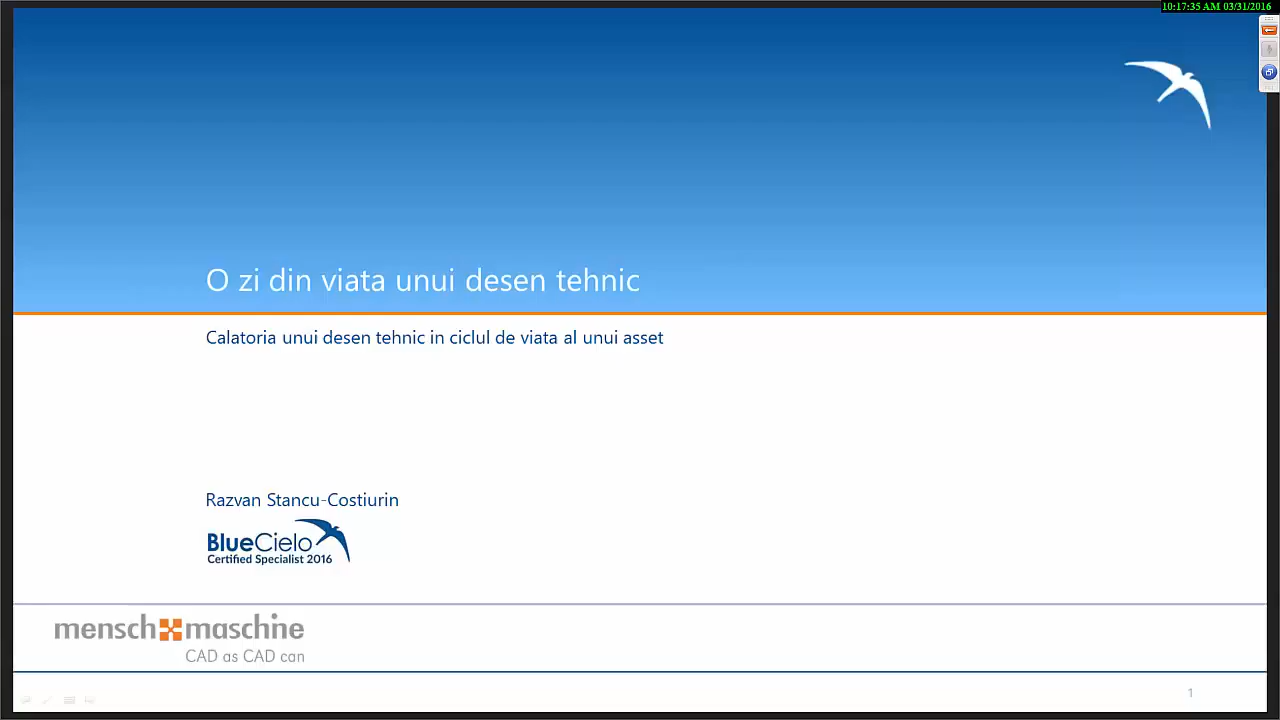 10:17:35 AM 03/31/2016
O zi din viata unui desen tehnic
Calatoria unui desen tehnic in ciclul de viata al unui asset
Razvan Stancu-Costiurin
BlueCielo
Certified Specialist 2016
mensch maschine
CAD as CAD can
1